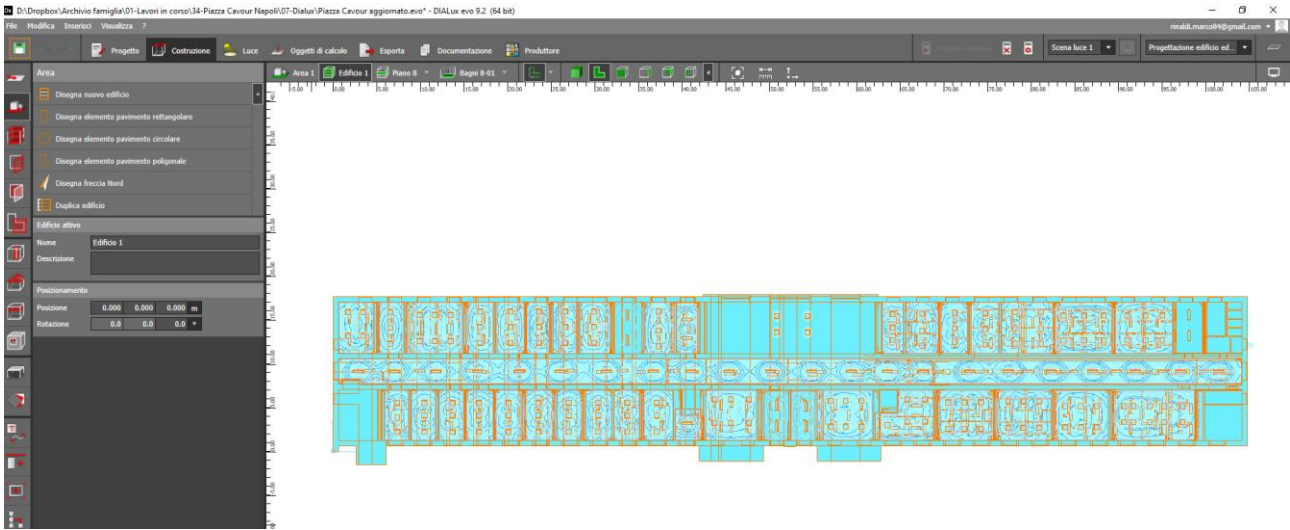 D:\Dropbox\Archivio famiglia\01-Lavori in corso\34-Piazza Cavour Napoli\07-Dialux\Piazza Cavour aggiornato.evo* - DIALux evo 9.2 (64 bit)
File Modifica Inserisci Visualizza ?
rinaldi.marco84@gmail.com
Progetto Costruzione Luce Oggetti di calcolo Esporta Documentazione Produttore
Scena luce 1 Progettazione edificio ed...
Area
Area 1 Edificio 1 Piano 8 Bagni 8-01
Disegna nuovo edificio
Disegna elemento pavimento rettangolare
Disegna elemento pavimento circolare
Disegna elemento pavimento poligonale
Disegna freccia Nord
Duplica edificio
Edificio attivo
Nome Edificio 1
Descrizione
Posizionamento
Posizione 0.000 0.000 0.000 m
Rotazione 0.0 0.0 0.0 °